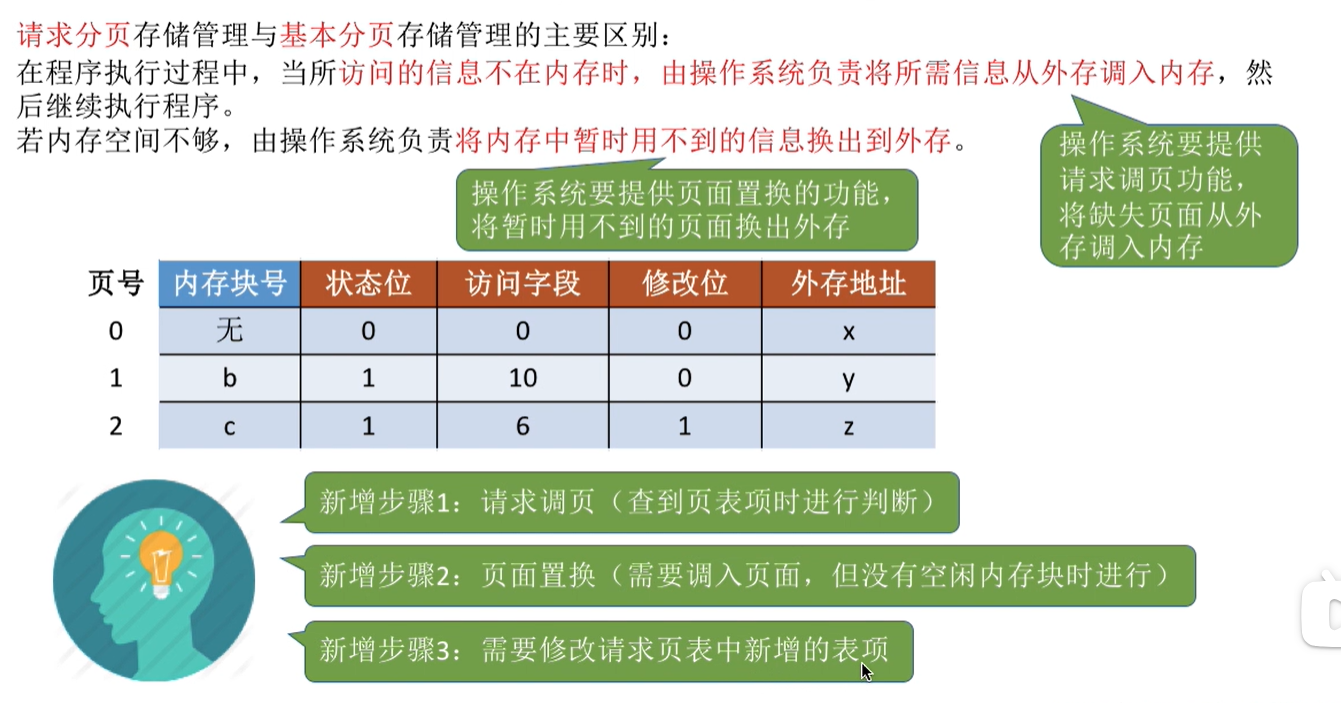 请求分页存储管理与基本分页存储管理的主要区别：
在程序执行过程中，当所访问的信息不在内存时，由操作系统负责将所需信息从外存调入内存，然
后继续执行程序。
若内存空间不够，由操作系统负责将内存中暂时用不到的信息换出到外存。
操作系统要提供
请求调页功能，
将缺失页面从外
存调入内存
操作系统要提供页面置换的功能，
将暂时用不到的页面换出外存
页号 内存块号 状态位 访问字段 修改位 外存地址
0 无 0 0 0 x
1 b 1 10 0 y
2 c 1 6 1 z
新增步骤1：请求调页（查到页表项时进行判断）
新增步骤2：页面置换（需要调入页面，但没有空闲内存块时进行）
新增步骤3：需要修改请求页表中新增的表项